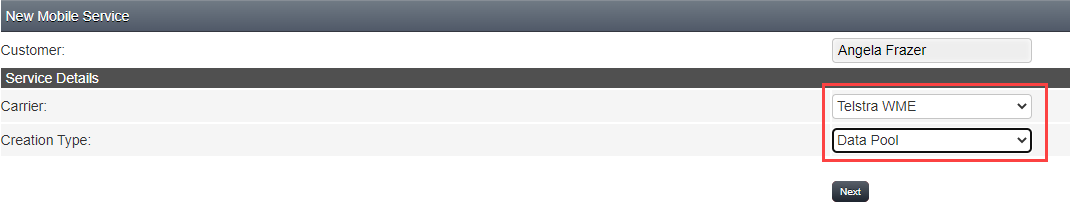 New Mobile Service
Customer: Angela Frazer
Service Details
Carrier: Telstra WME
Creation Type: Data Pool
Next